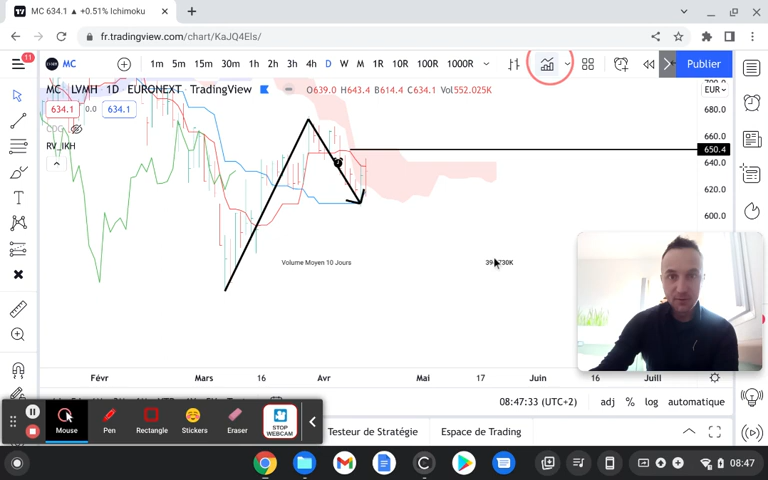 MC 634.1 ▲ +0.51% Ichimoku
fr.tradingview.com/chart/KaJQ4Els/
11
MC
1m 5m 15m 30m 1h 2h 3h 4h D W M 1R 10R 100R 1000R
Publier
MC LVMH 1D EURONEXT TradingView
O639.0 H643.4 B614.4 C634.1 Vol552.025K
EUR
634.1 0.0 634.1
RV_IKH
680.0
660.0
650.4
640.0
620.0
600.0
Volume Moyen 10 Jours
Févr Mars 16 Avr Mai 17 Juin 16 Juill
08:47:33 (UTC+2) adj % log automatique
Mouse Pen Rectangle Stickers Eraser STOP WEBCAM
Testeur de Stratégie Espace de Trading
08:47